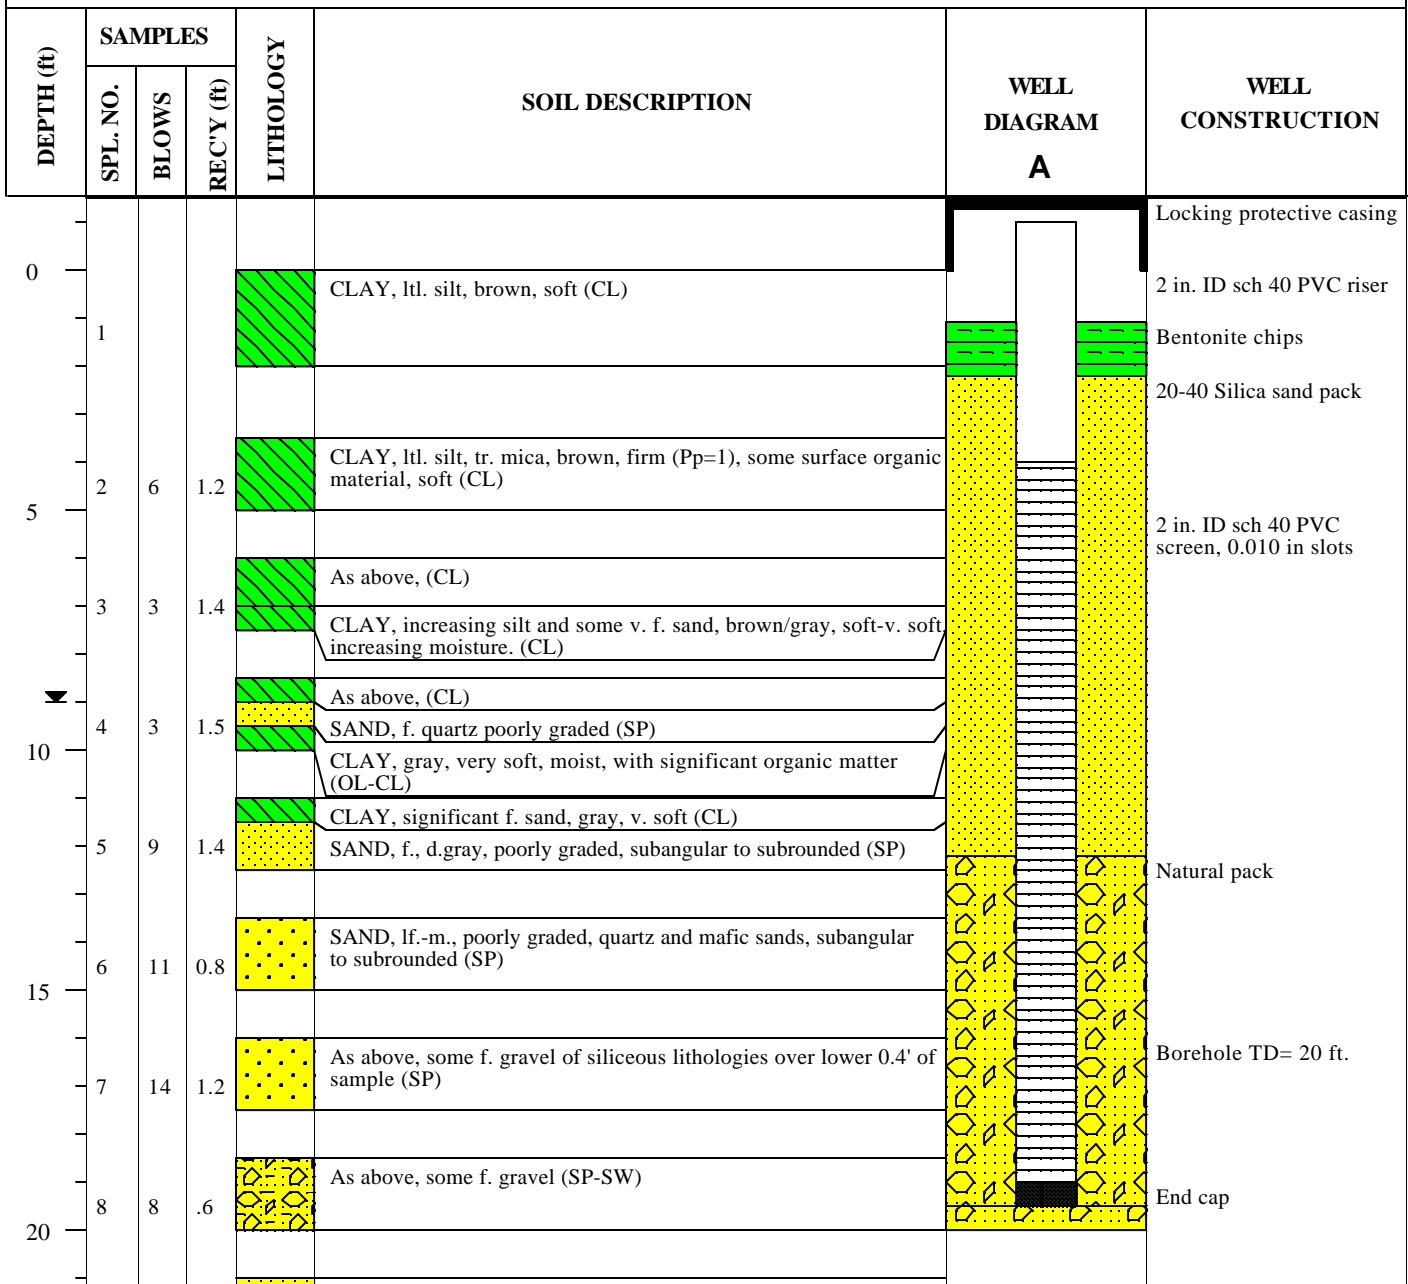 DEPTH (ft)
SAMPLES
SPL. NO.
BLOWS
REC'Y (ft)
LITHOLOGY
SOIL DESCRIPTION
WELL
DIAGRAM
A
WELL
CONSTRUCTION
Locking protective casing
0
CLAY, ltl. silt, brown, soft (CL)
2 in. ID sch 40 PVC riser
1
Bentonite chips
20-40 Silica sand pack
CLAY, ltl. silt, tr. mica, brown, firm (Pp=1), some surface organic
material, soft (CL)
2 6 1.2
5
2 in. ID sch 40 PVC
screen, 0.010 in slots
As above, (CL)
3 3 1.4
CLAY, increasing silt and some v. f. sand, brown/gray, soft-v. soft,
increasing moisture. (CL)
As above, (CL)
4 3 1.5
SAND, f. quartz poorly graded (SP)
10
CLAY, gray, very soft, moist, with significant organic matter
(OL-CL)
CLAY, significant f. sand, gray, v. soft (CL)
5 9 1.4
SAND, f., d.gray, poorly graded, subangular to subrounded (SP)
Natural pack
SAND, lf.-m., poorly graded, quartz and mafic sands, subangular
to subrounded (SP)
6 11 0.8
15
As above, some f. gravel of siliceous lithologies over lower 0.4' of
sample (SP)
Borehole TD= 20 ft.
7 14 1.2
As above, some f. gravel (SP-SW)
End cap
8 8 .6
20